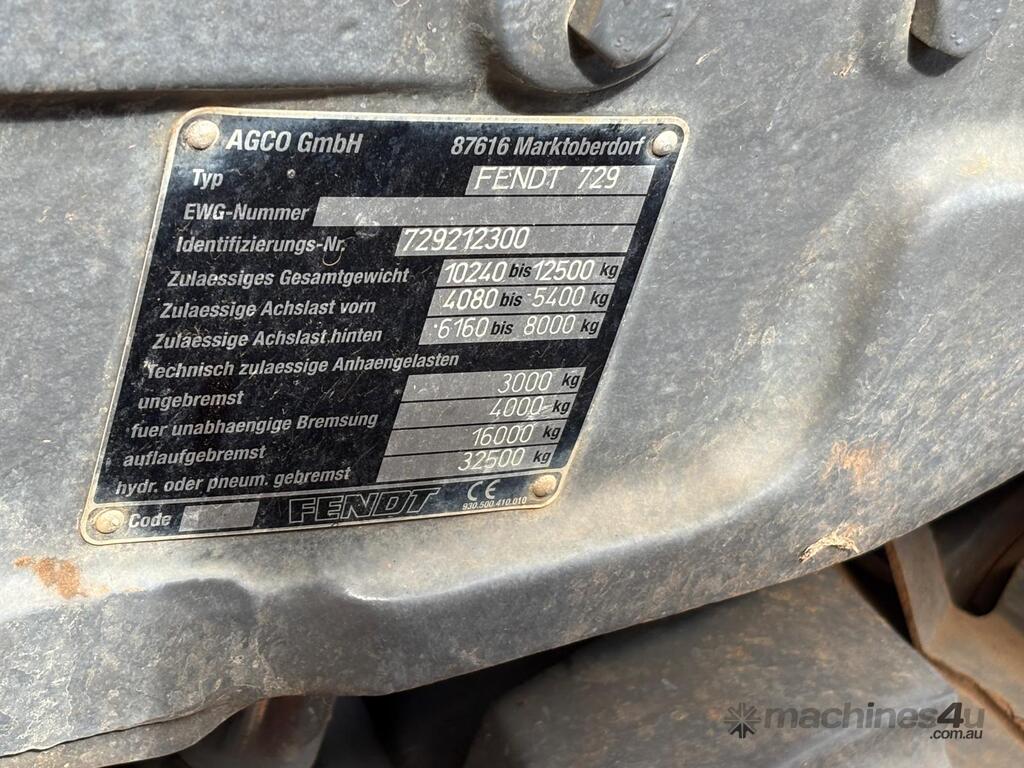 AGCO GmbH 87616 Marktoberdorf
Typ FENDT 729
EWG-Nummer
Identifizierungs-Nr. 729212300
Zulaessiges Gesamtgewicht 10240 bis 12500 kg
Zulaessige Achslast vorn 4080 bis 5400 kg
Zulaessige Achslast hinten 6160 bis 8000 kg
Technisch zulaessige Anhaengelasten
ungebremst 3000 kg
fuer unabhaengige Bremsung 4000 kg
auflaufgebremst 16000 kg
hydr. oder pneum. gebremst 32500 kg
Code FENDT CE 930.500.410.010
machines4u
.com.au